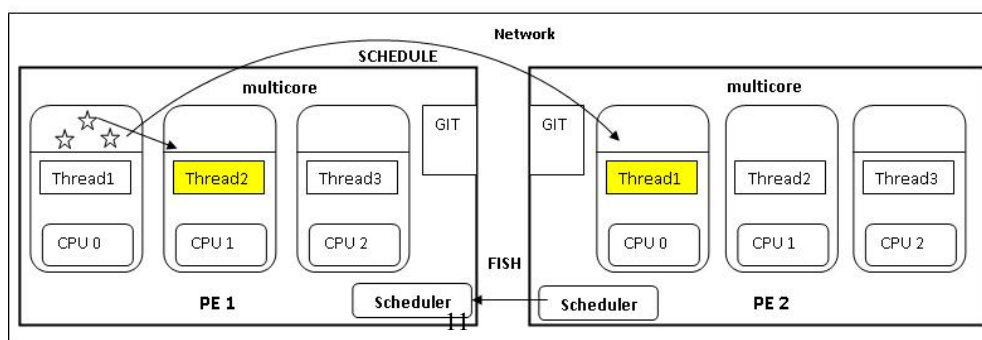 Network
SCHEDULE
multicore
GIT
Thread1
Thread2
Thread3
CPU 0
CPU 1
CPU 2
PE 1
Scheduler
11
FISH
multicore
GIT
Thread1
Thread2
Thread3
CPU 0
CPU 1
CPU 2
Scheduler
PE 2